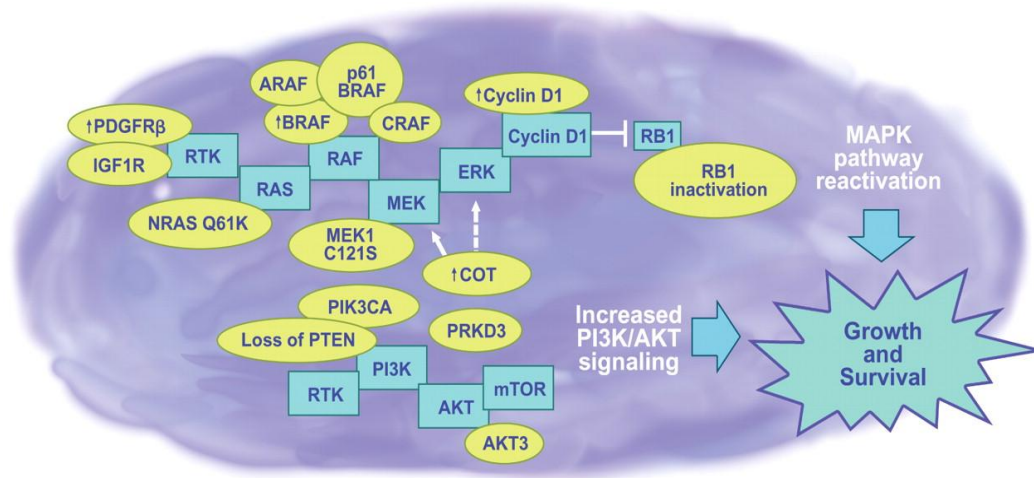 ARAF
p61
BRAF
↑BRAF
CRAF
↑Cyclin D1
Cyclin D1
RB1
RB1
inactivation
MAPK
pathway
reactivation
↑PDGFRβ
IGF1R
RTK
RAS
RAF
MEK
ERK
NRAS Q61K
MEK1
C121S
↑COT
PIK3CA
Loss of PTEN
PRKD3
RTK
PI3K
AKT
mTOR
AKT3
Increased
PI3K/AKT
signaling
Growth
and
Survival